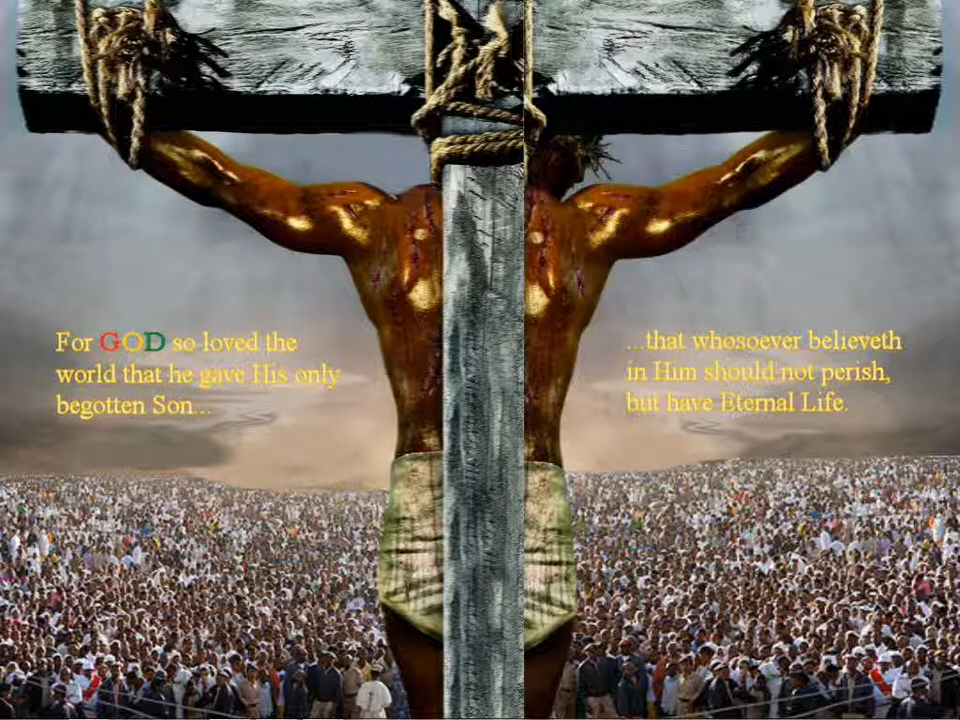 For GOD so loved the
world that he gave His only
begotten Son...
...that whosoever believeth
in Him should not perish,
but have Eternal Life.